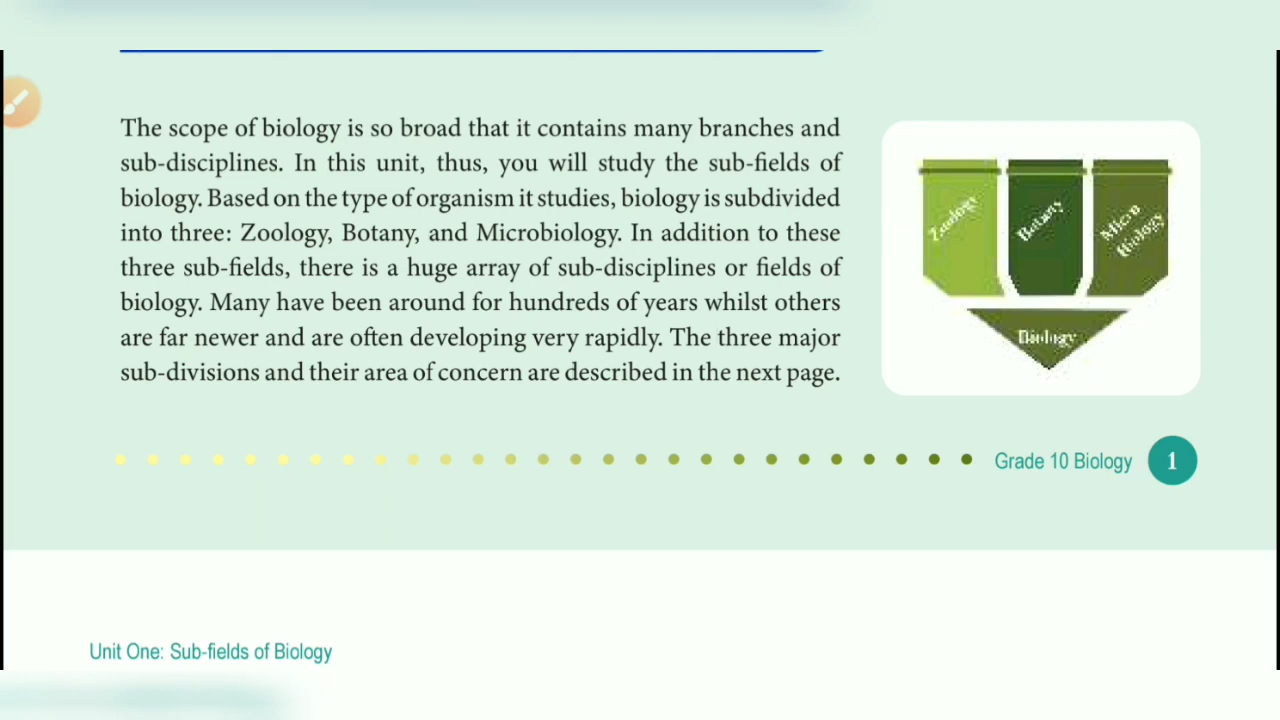 The scope of biology is so broad that it contains many branches and
sub-disciplines. In this unit, thus, you will study the sub-fields of
biology. Based on the type of organism it studies, biology is subdivided
into three: Zoology, Botany, and Microbiology. In addition to these
three sub-fields, there is a huge array of sub-disciplines or fields of
biology. Many have been around for hundreds of years whilst others
are far newer and are often developing very rapidly. The three major
sub-divisions and their area of concern are described in the next page.
Zoology
Botany
Micro
Biology
Biology
Grade 10 Biology 1
Unit One: Sub-fields of Biology